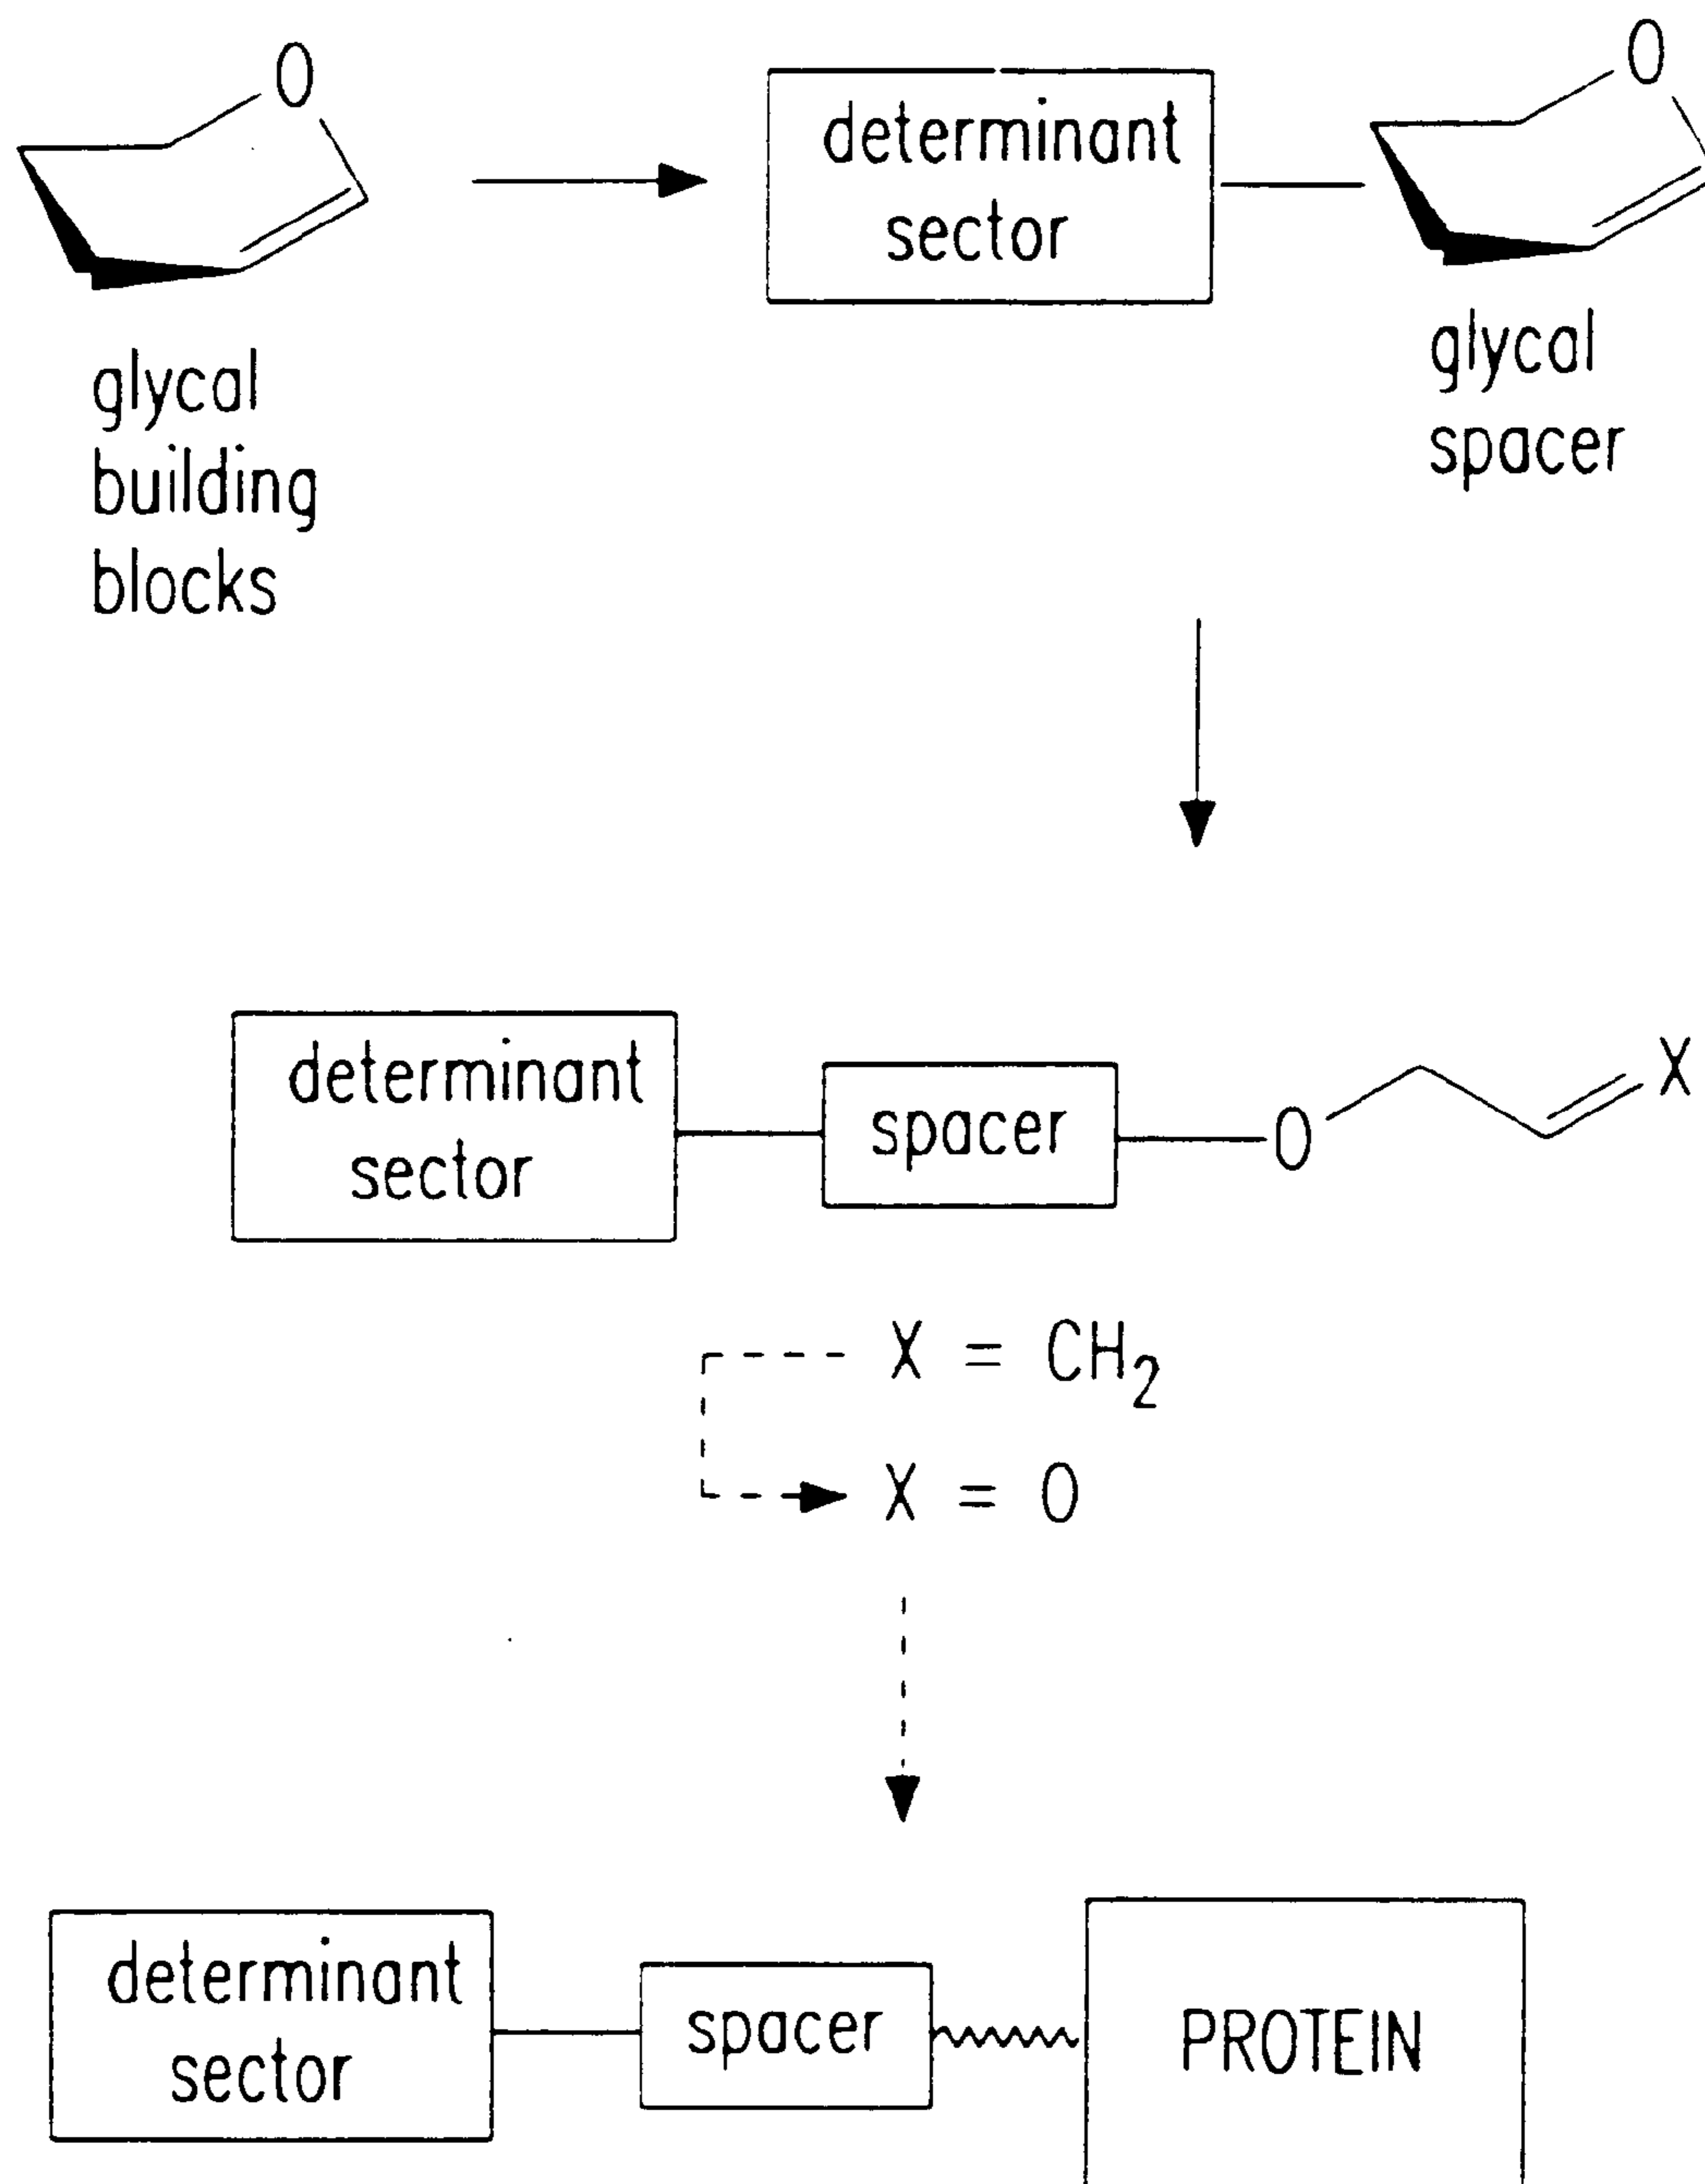 O
determinant
sector
O
glycal
building
blocks
glycal
spacer
determinant
sector
spacer
O
X
X = CH2
X = O
determinant
sector
spacer
PROTEIN